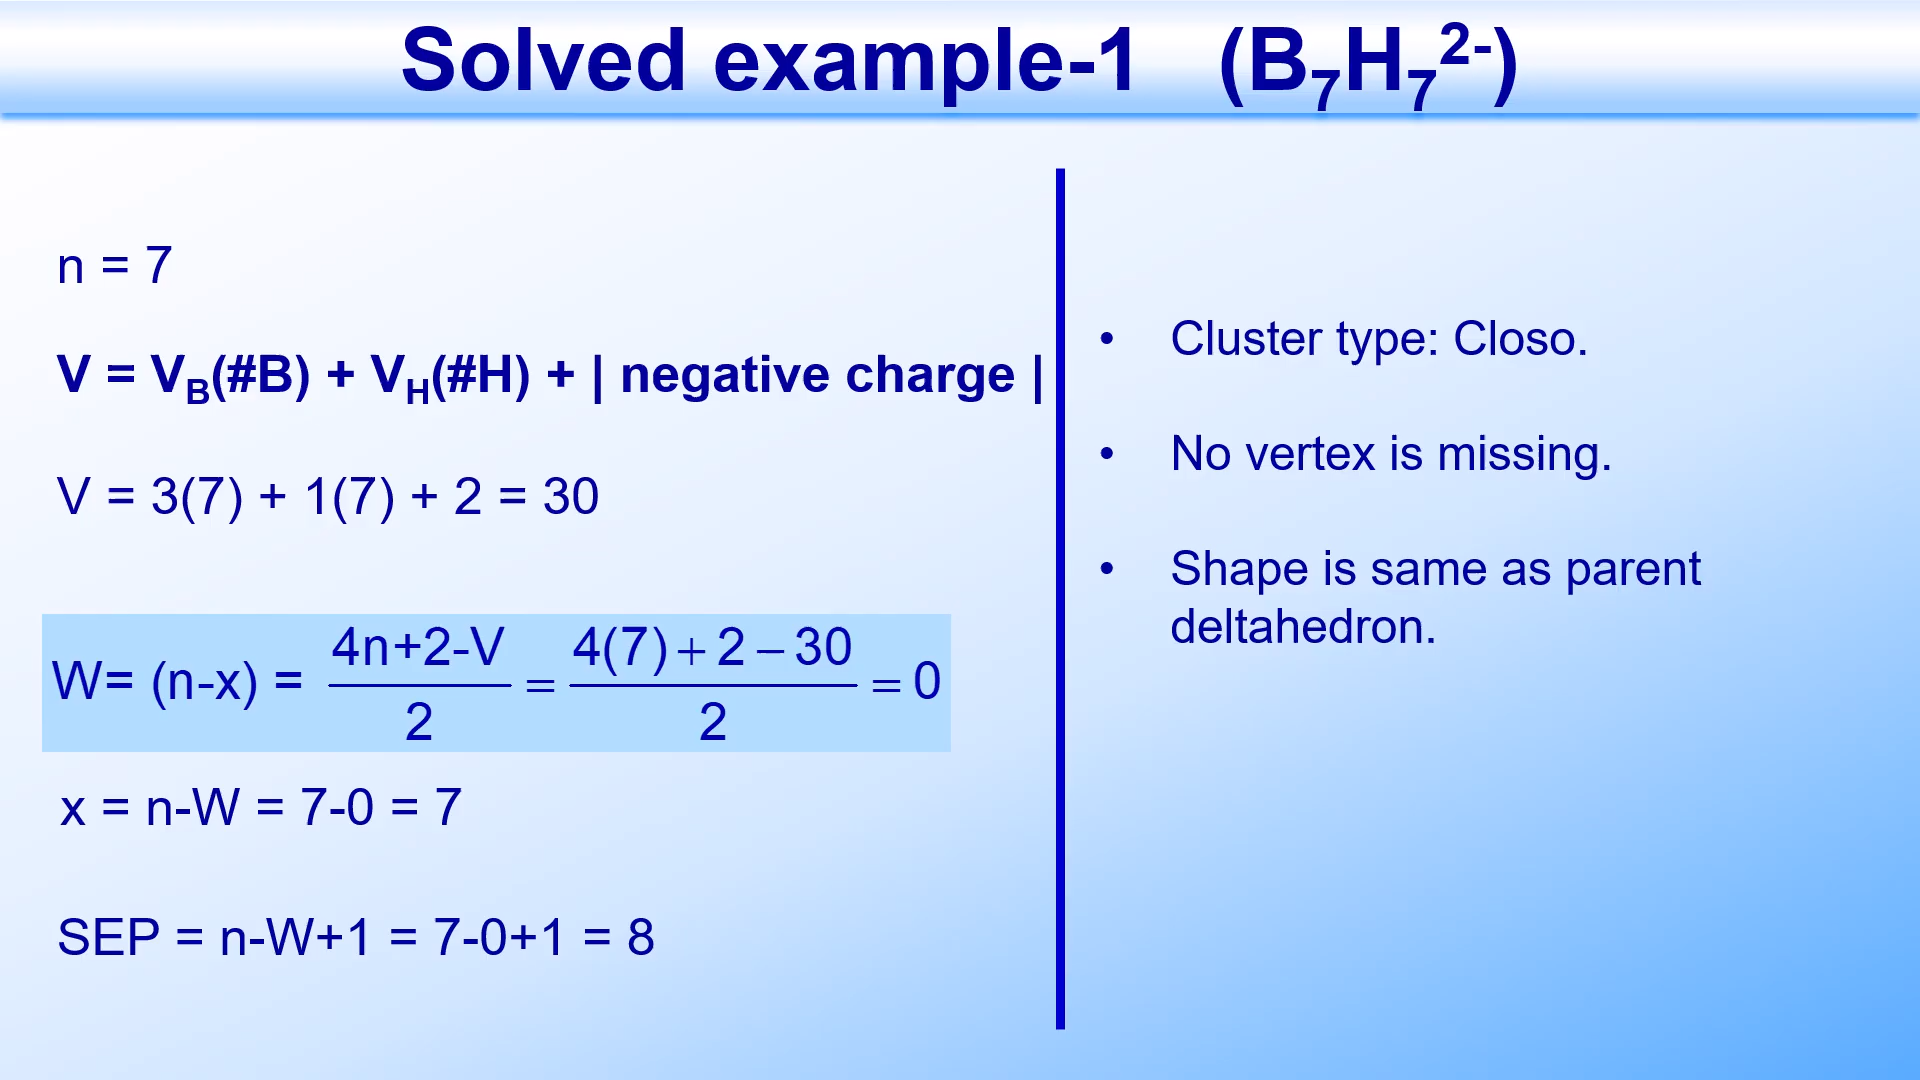 Solved example-1 (B₇H₇²⁻)
n = 7
V = V_B(#B) + V_H(#H) + | negative charge |
V = 3(7) + 1(7) + 2 = 30
W= (n-x) = \frac{4n+2-V}{2} = \frac{4(7)+2−30}{2} = 0
x = n-W = 7-0 = 7
SEP = n-W+1 = 7-0+1 = 8
• Cluster type: Closo.
• No vertex is missing.
• Shape is same as parent
deltahedron.